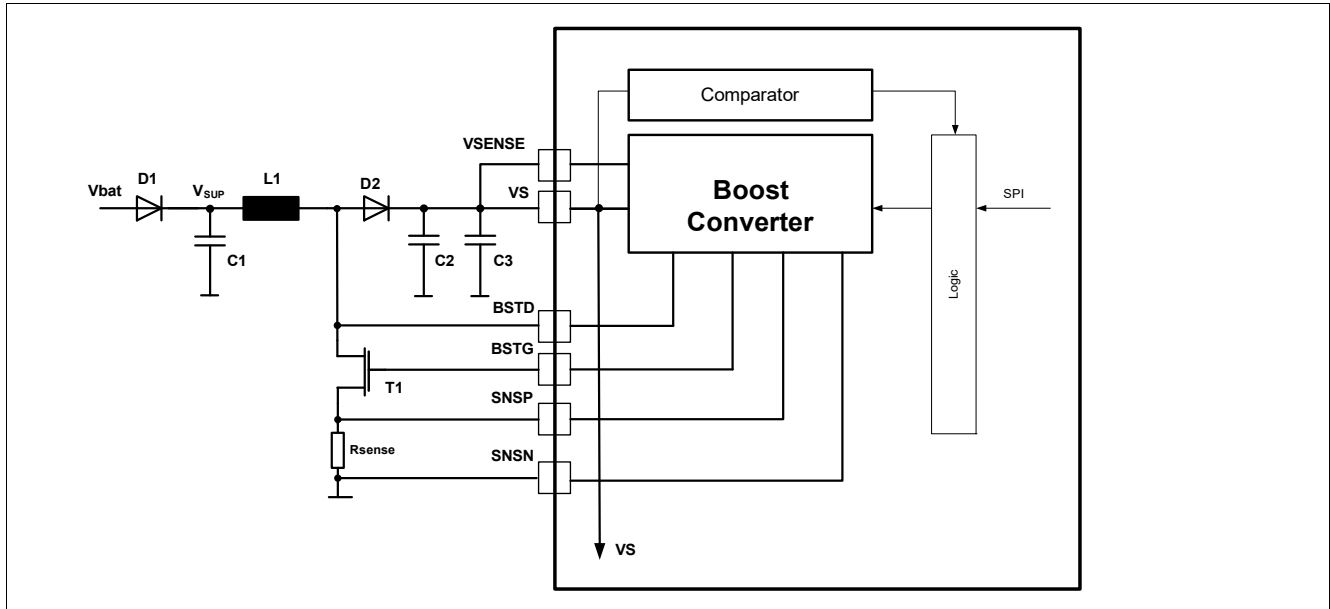 Comparator
VSENSE
Vbat
D1
VSUP
L1
D2
VS
Boost
Converter
SPI
C1
C2
C3
Logic
BSTD
BSTG
T1
SNSP
Rsense
SNSN
VS